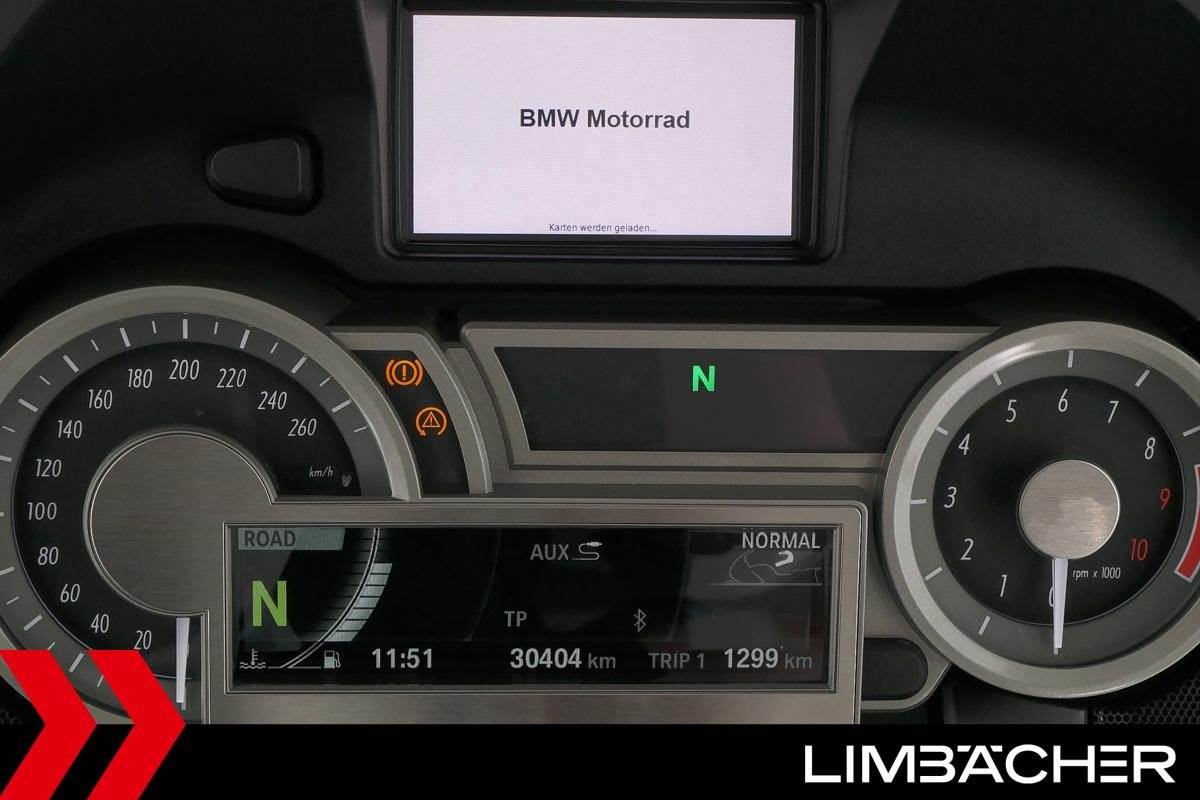 BMW Motorrad
Karten werden geladen...
20 40 60 80 100 120 140 160 180 200 220 240 260
km/h
N
1 2 3 4 5 6 7 8 9 10
rpm x 1000
ROAD
AUX
NORMAL
N
TP
11:51
30404 km
TRIP 1 1299 km
LIMBÄCHER